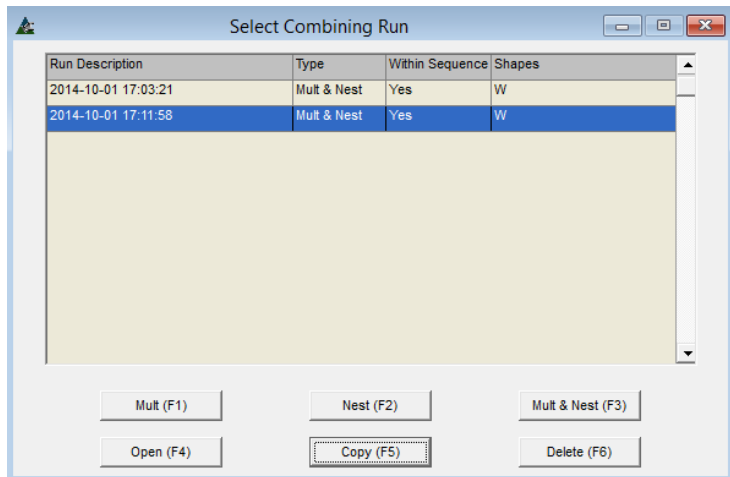 Select Combining Run
Run Description Type Within Sequence Shapes
2014-10-01 17:03:21 Mult & Nest Yes W
2014-10-01 17:11:58 Mult & Nest Yes W
Mult (F1) Nest (F2) Mult & Nest (F3)
Open (F4) Copy (F5) Delete (F6)